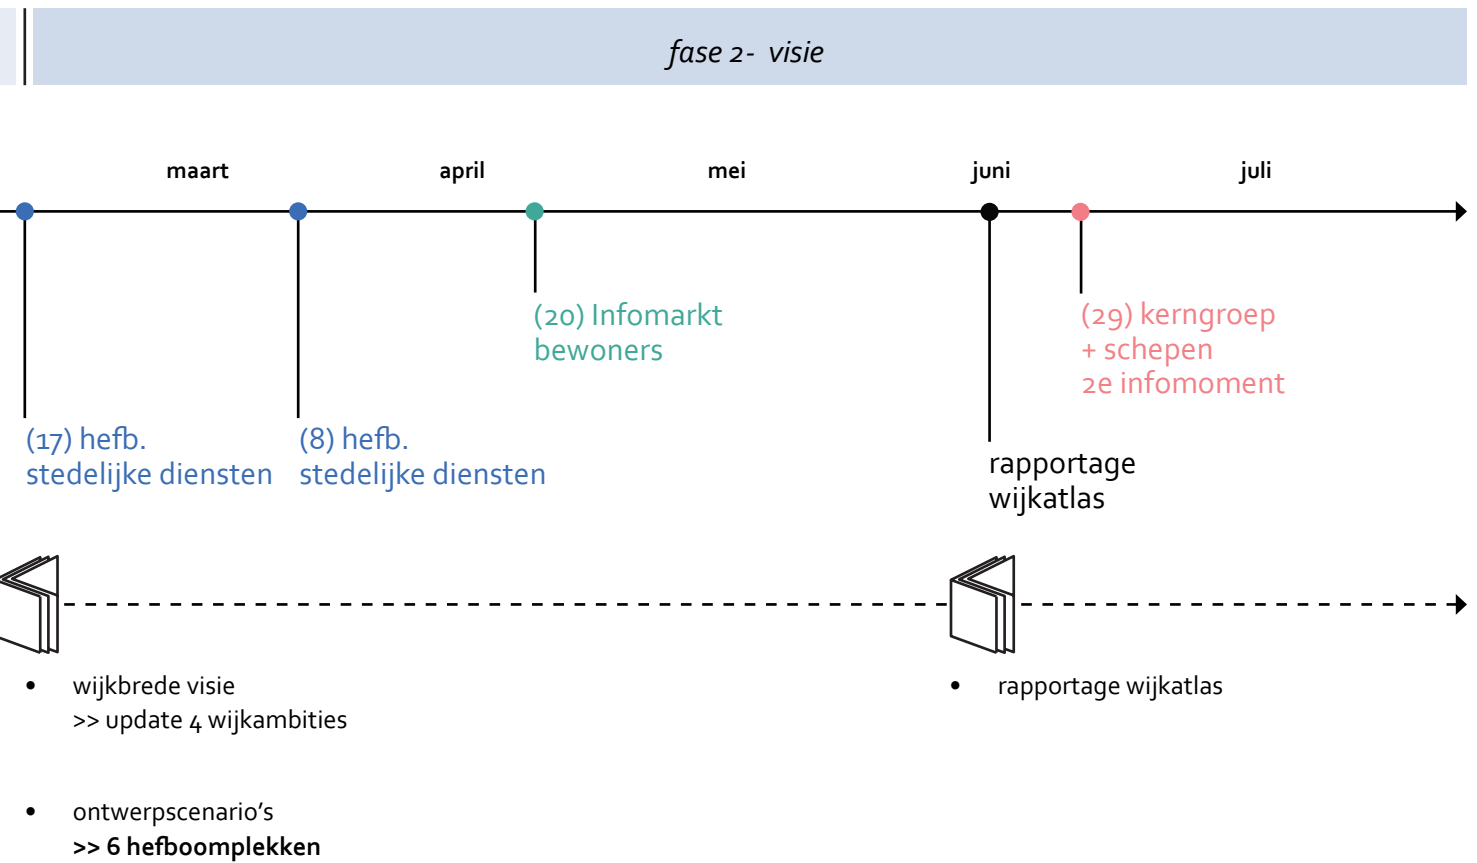 fase 2- visie
maart april mei juni juli
(20) Infomarkt
bewoners
(29) kerngroep
+ schepen
2e infomoment
(17) hefb.
stedelijke diensten
(8) hefb.
stedelijke diensten
rapportage
wijkatlas
• wijkbrede visie
>> update 4 wijkambities
• rapportage wijkatlas
• ontwerpscenario's
>> 6 hefboomplekken